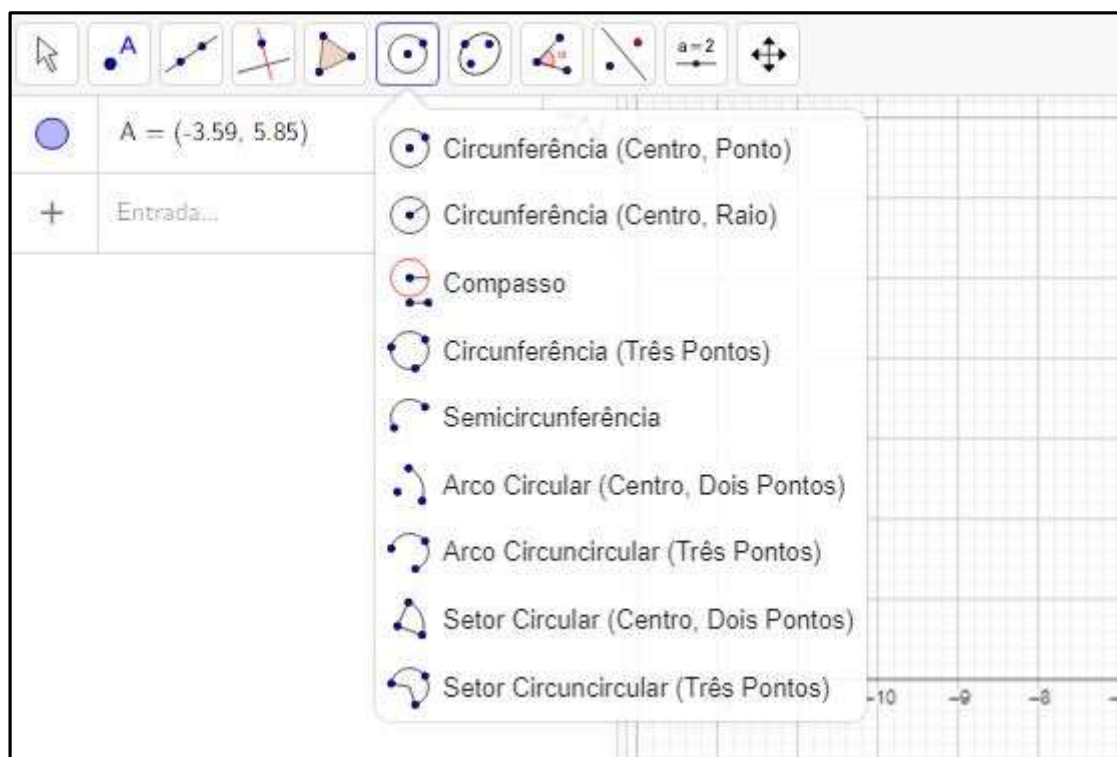 A
a=2
A = (-3.59, 5.85)
Entrada...
Circunferência (Centro, Ponto)
Circunferência (Centro, Raio)
Compasso
Circunferência (Três Pontos)
Semicircunferência
Arco Circular (Centro, Dois Pontos)
Arco Circuncircular (Três Pontos)
Setor Circular (Centro, Dois Pontos)
Setor Circuncircular (Três Pontos)
-10 -9 -8